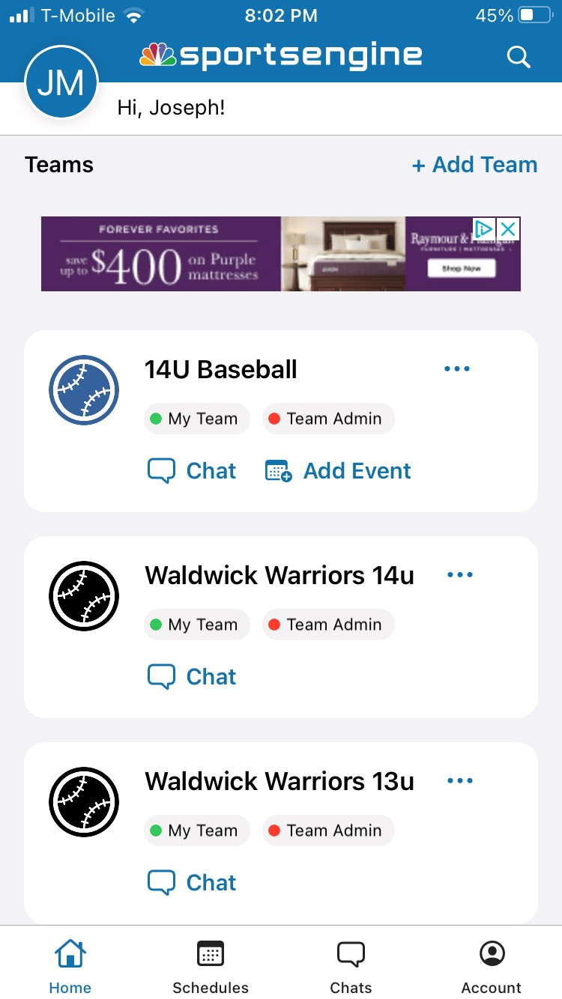 T-Mobile 8:02 PM 45%
sportsengine
JM
Hi, Joseph!
Teams + Add Team
FOREVER FAVORITES
save up to $400 on Purple mattresses
Raymour &
FURNITURE | MATTRESSES
Shop Now
14U Baseball
My Team Team Admin
Chat Add Event
Waldwick Warriors 14u
My Team Team Admin
Chat
Waldwick Warriors 13u
My Team Team Admin
Chat
Home Schedules Chats Account